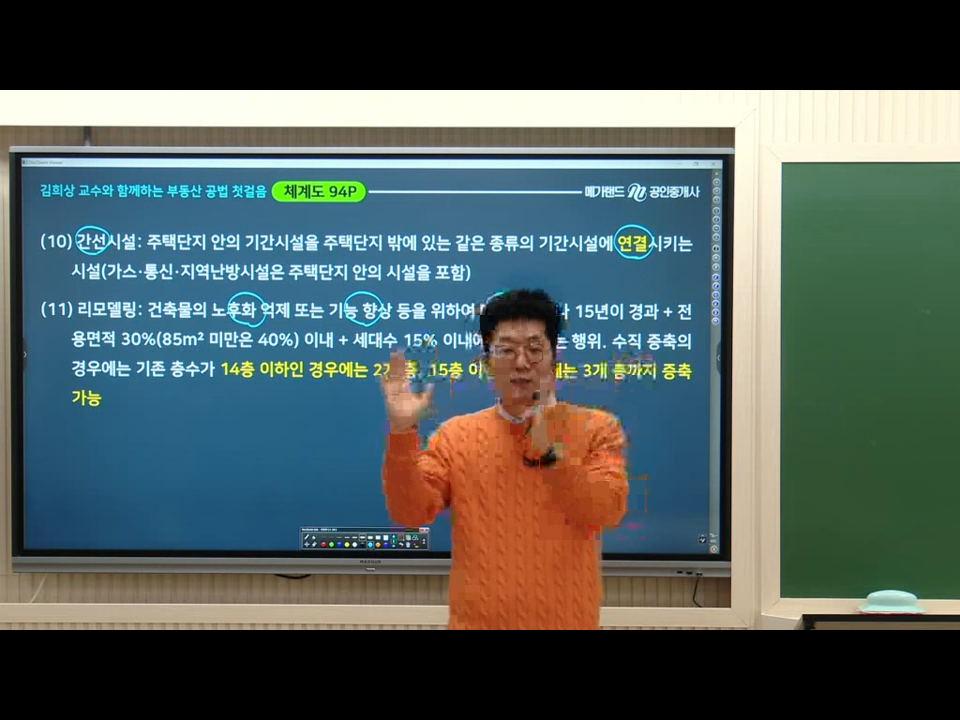 김희상 교수와 함께하는 부동산 공법 첫걸음 체계도 94P 메가랜드 공인중개사
(10) 간선시설: 주택단지 안의 기간시설을 주택단지 밖에 있는 같은 종류의 기간시설에 연결시키는
시설(가스·통신·지역난방시설은 주택단지 안의 시설을 포함)
(11) 리모델링: 건축물의 노후화 억제 또는 기능 향상 등을 위하여 15년이 경과 + 전
용면적 30%(85m² 미만은 40%) 이내 + 세대수 15% 이내 행위. 수직 증축의
경우에는 기존 층수가 14층 이하인 경우에는 15층 3개 층까지 증축
가능